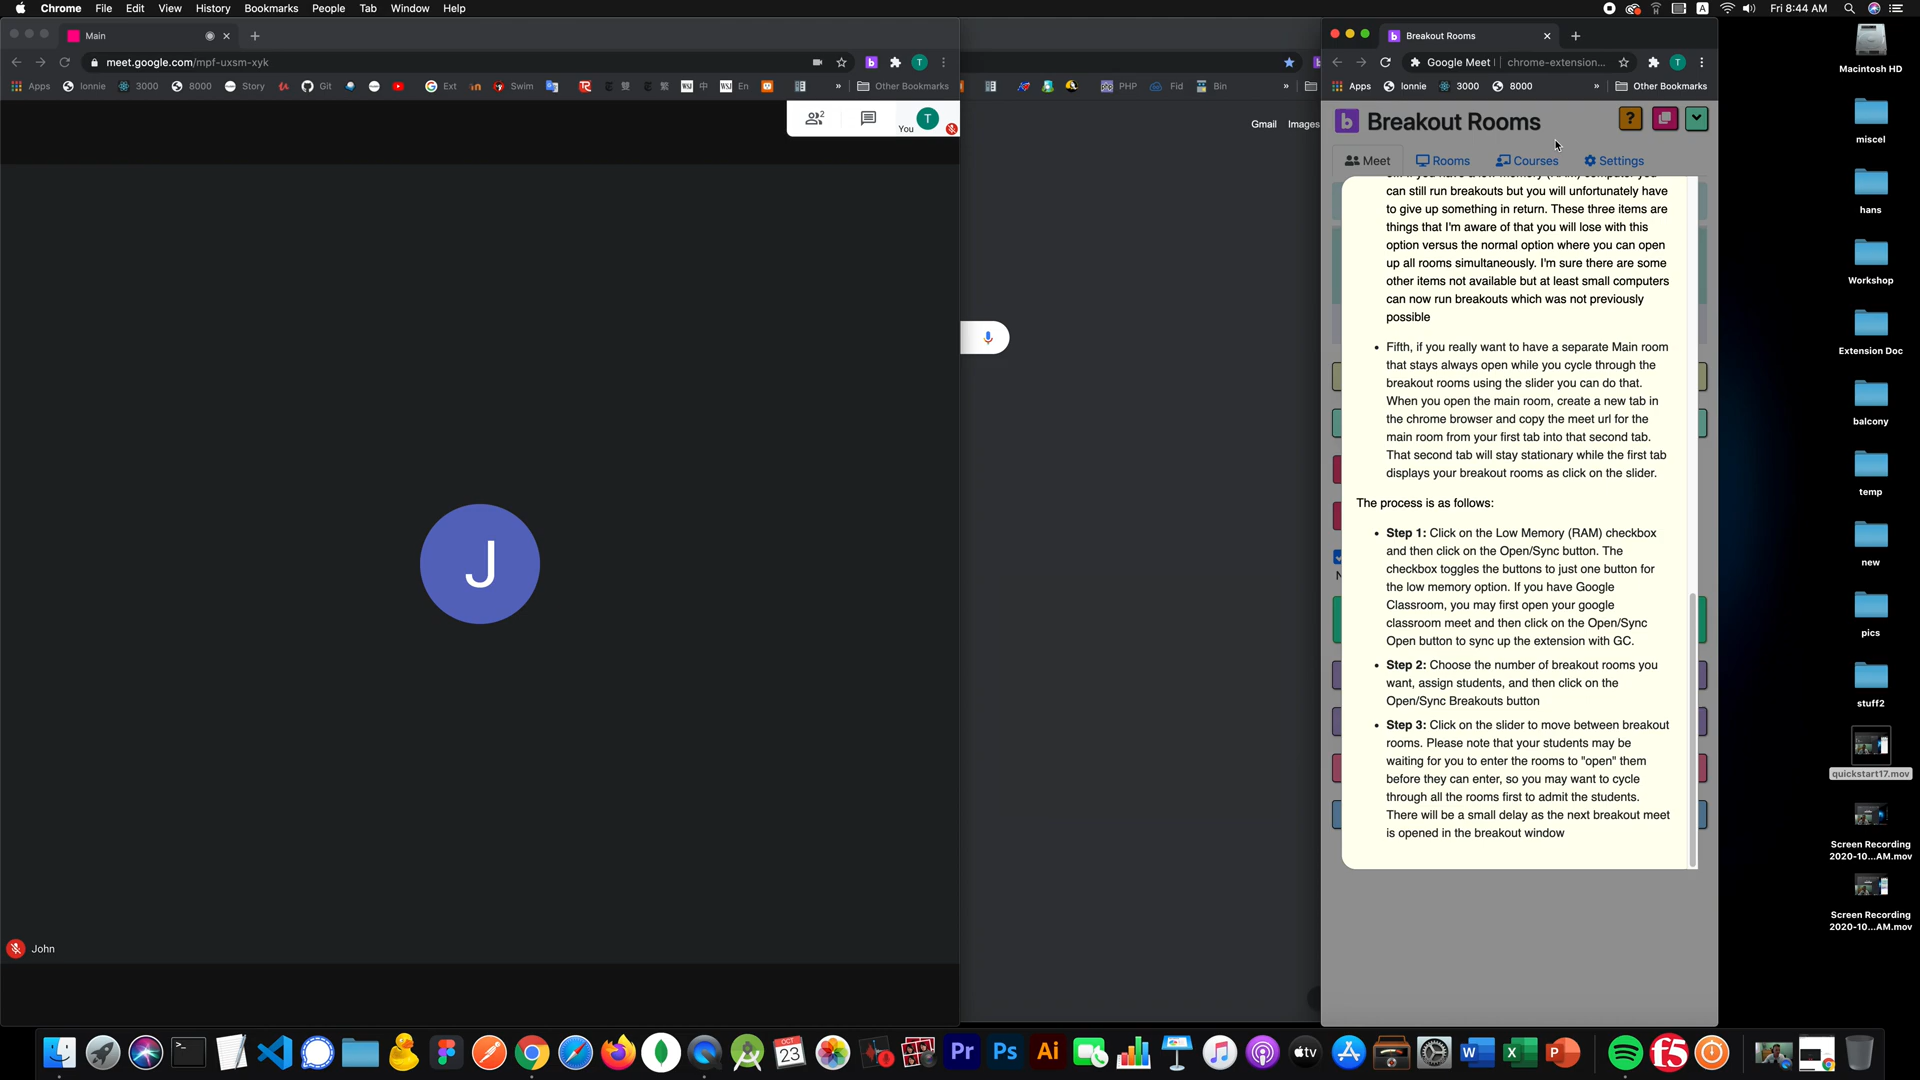 Chrome File Edit View History Bookmarks People Tab Window Help
A Fri 8:44 AM
Main
meet.google.com/mpf-uxsm-xyk
T
Apps lonnie 3000 8000 Story Git Ext Swim 中 En » Other Bookmarks
2
You T
J
John
PHP Fid Bin »
Gmail Images
Breakout Rooms
Google Meet chrome-extension... T
Apps lonnie 3000 8000 » Other Bookmarks
b Breakout Rooms ?
Meet Rooms Courses Settings
can still run breakouts but you will unfortunately have
to give up something in return. These three items are
things that I'm aware of that you will lose with this
option versus the normal option where you can open
up all rooms simultaneously. I'm sure there are some
other items not available but at least small computers
can now run breakouts which was not previously
possible
• Fifth, if you really want to have a separate Main room
that stays always open while you cycle through the
breakout rooms using the slider you can do that.
When you open the main room, create a new tab in
the chrome browser and copy the meet url for the
main room from your first tab into that second tab.
That second tab will stay stationary while the first tab
displays your breakout rooms as click on the slider.
The process is as follows:
• Step 1: Click on the Low Memory (RAM) checkbox
and then click on the Open/Sync button. The
checkbox toggles the buttons to just one button for
the low memory option. If you have Google
Classroom, you may first open your google
classroom meet and then click on the Open/Sync
Open button to sync up the extension with GC.
• Step 2: Choose the number of breakout rooms you
want, assign students, and then click on the
Open/Sync Breakouts button
• Step 3: Click on the slider to move between breakout
rooms. Please note that your students may be
waiting for you to enter the rooms to "open" them
before they can enter, so you may want to cycle
through all the rooms first to admit the students.
There will be a small delay as the next breakout meet
is opened in the breakout window
Macintosh HD
miscel
hans
Workshop
Extension Doc
balcony
temp
new
pics
stuff2
quickstart17.mov
Screen Recording
2020-10...AM.mov
Screen Recording
2020-10...AM.mov
OCT
23
Pr Ps Ai tv W X P f5